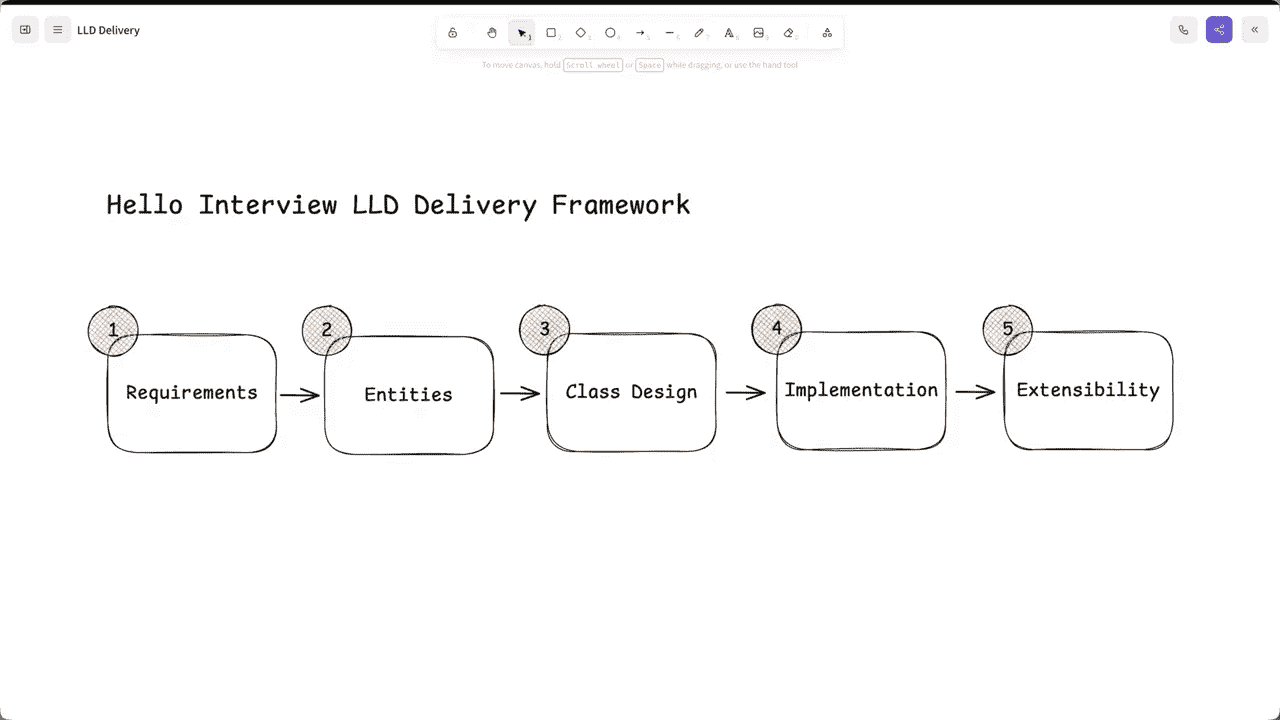 LLD Delivery
To move canvas, hold Scroll wheel or Space while dragging, or use the hand tool
Hello Interview LLD Delivery Framework
1
2
3
4
5
Requirements
Entities
Class Design
Implementation
Extensibility